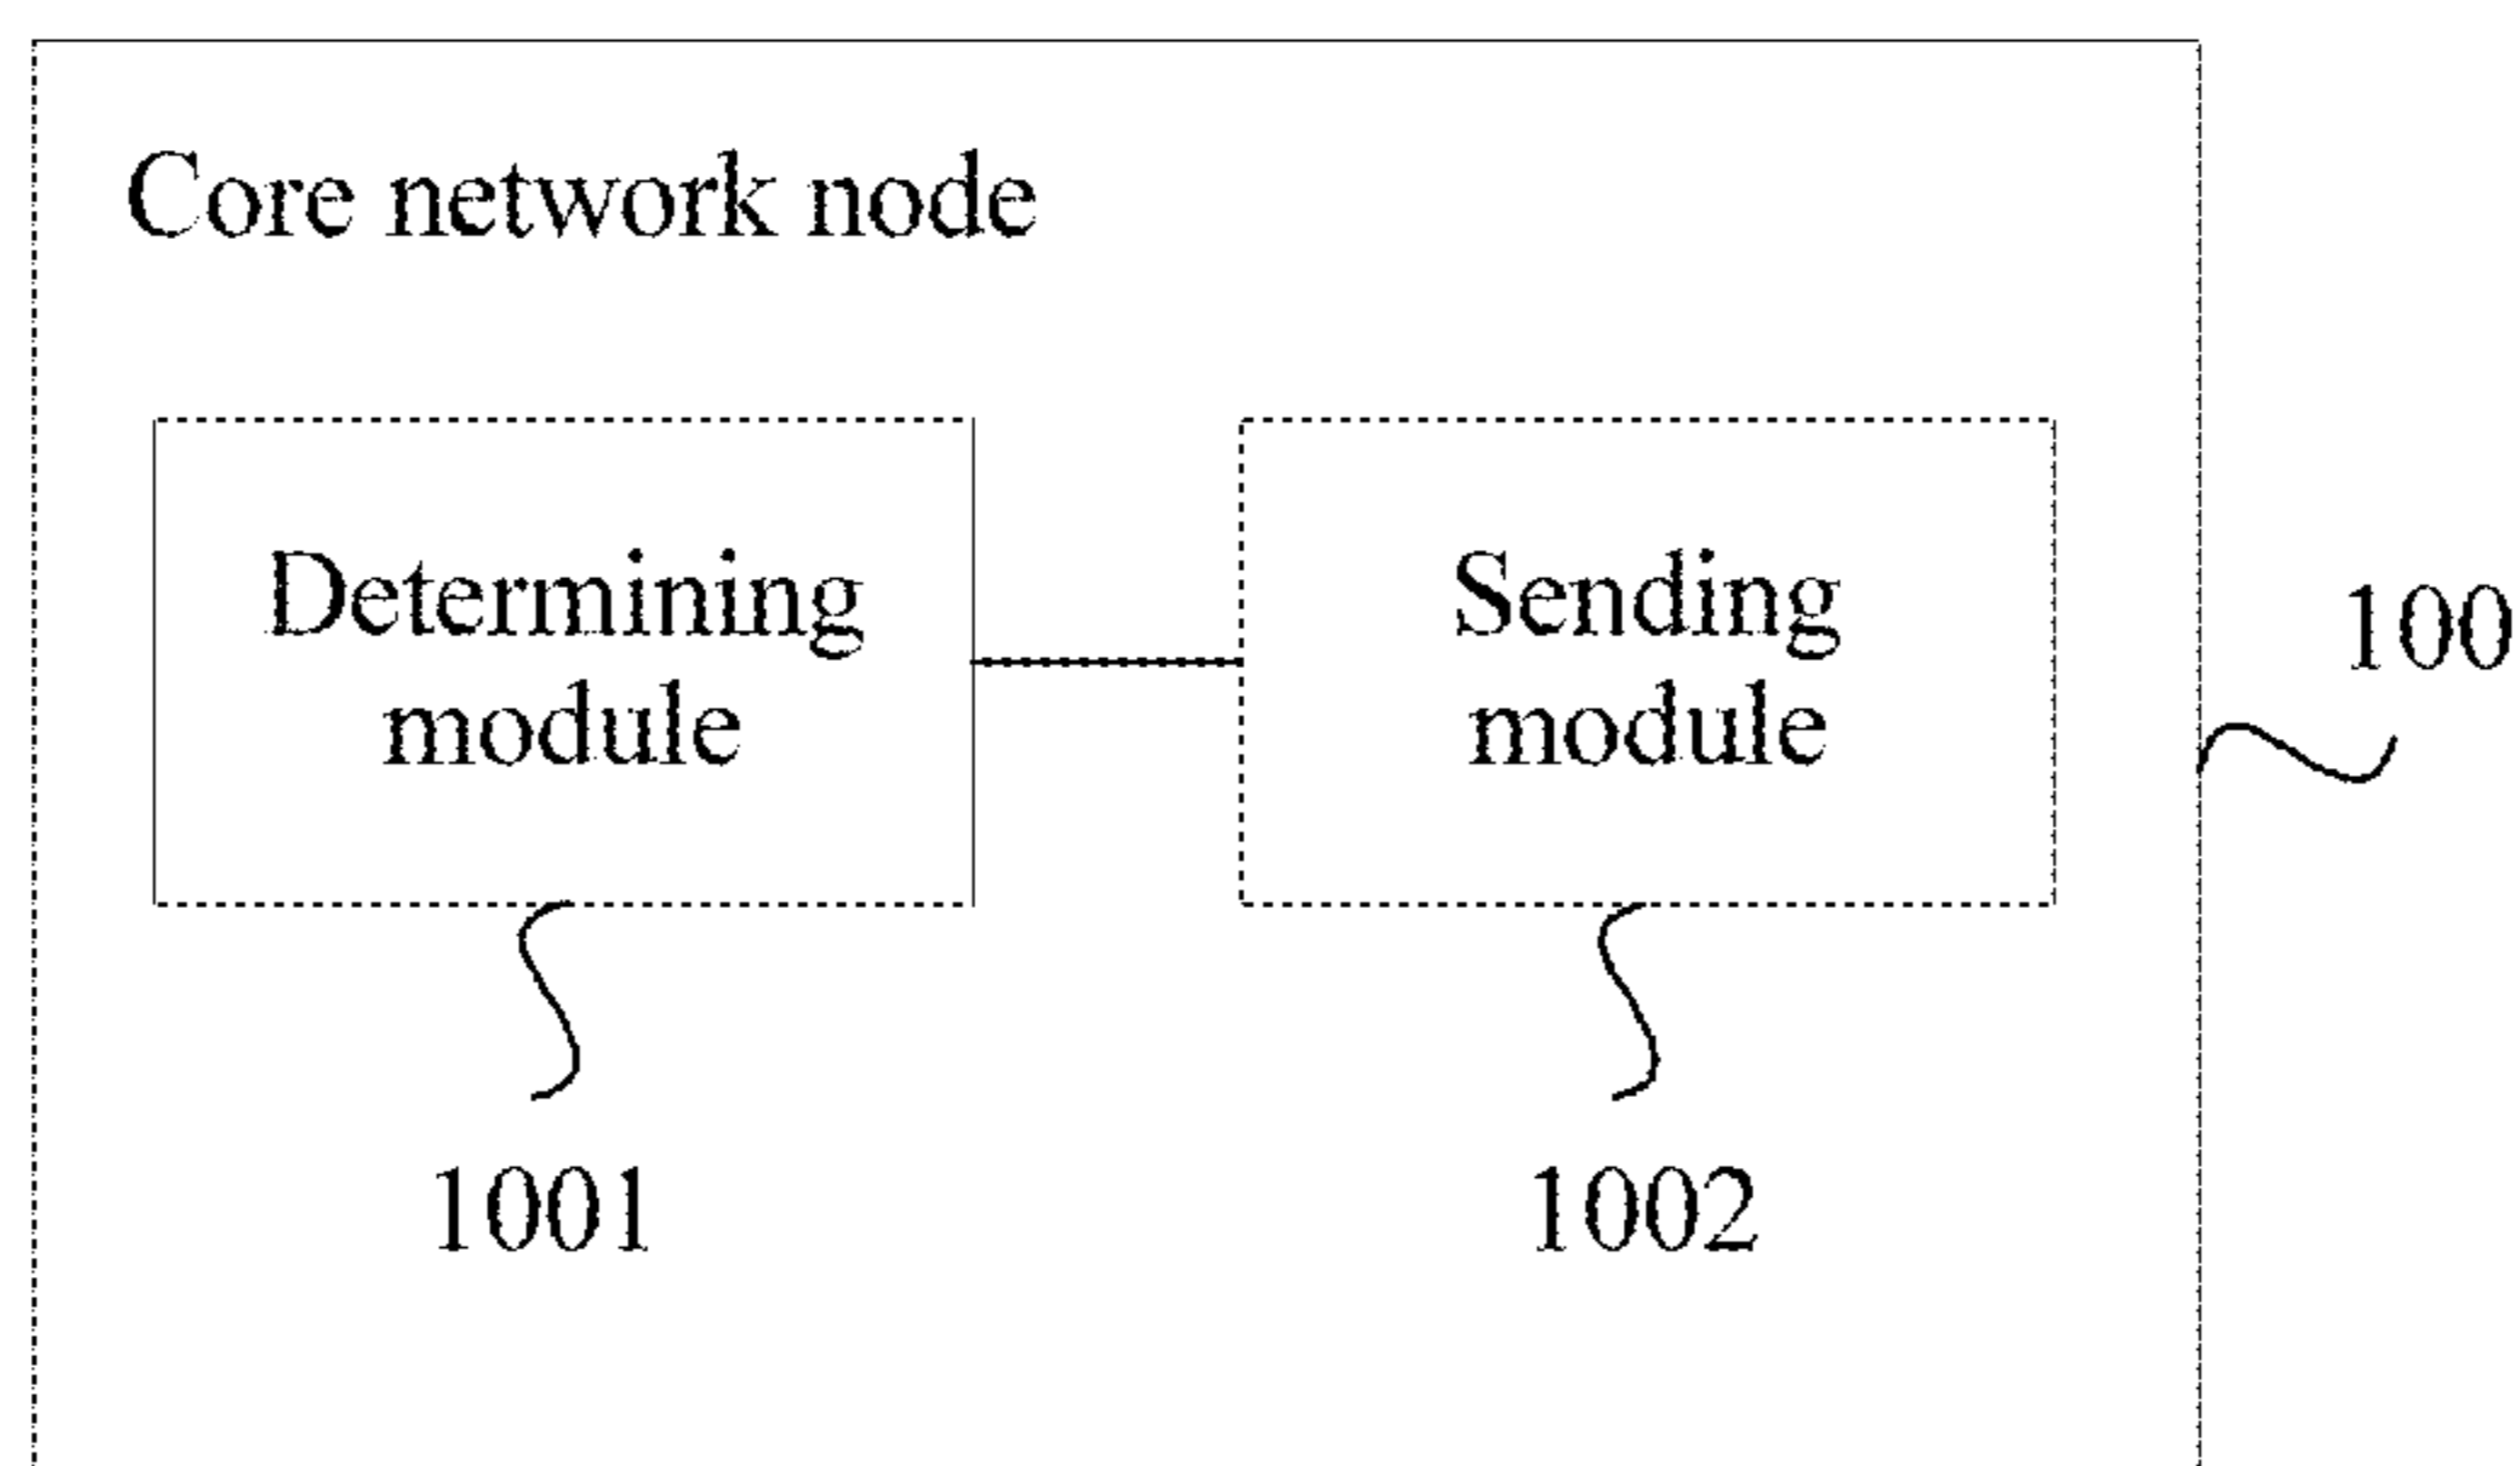 Core network node
Determining
module
Sending
module
100
1001
1002